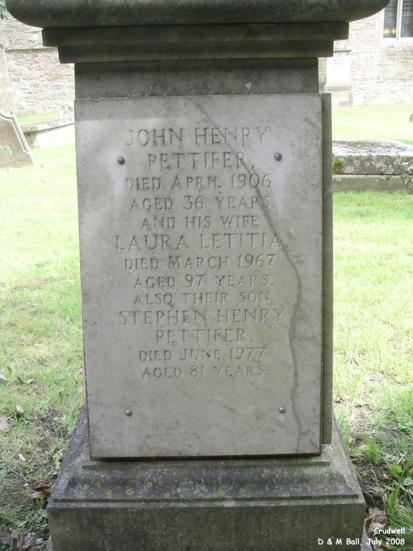 JOHN HENRY
PETTIFER.
DIED APRIL 1906
AGED 36 YEARS.
AND HIS WIFE
LAURA LETITIA.
DIED MARCH 1967
AGED 97 YEARS.
ALSO THEIR SON
STEPHEN HENRY
PETTIFER.
DIED JUNE 1977
AGED 81 YEARS.
Crudwell
D & M Ball, July 2008